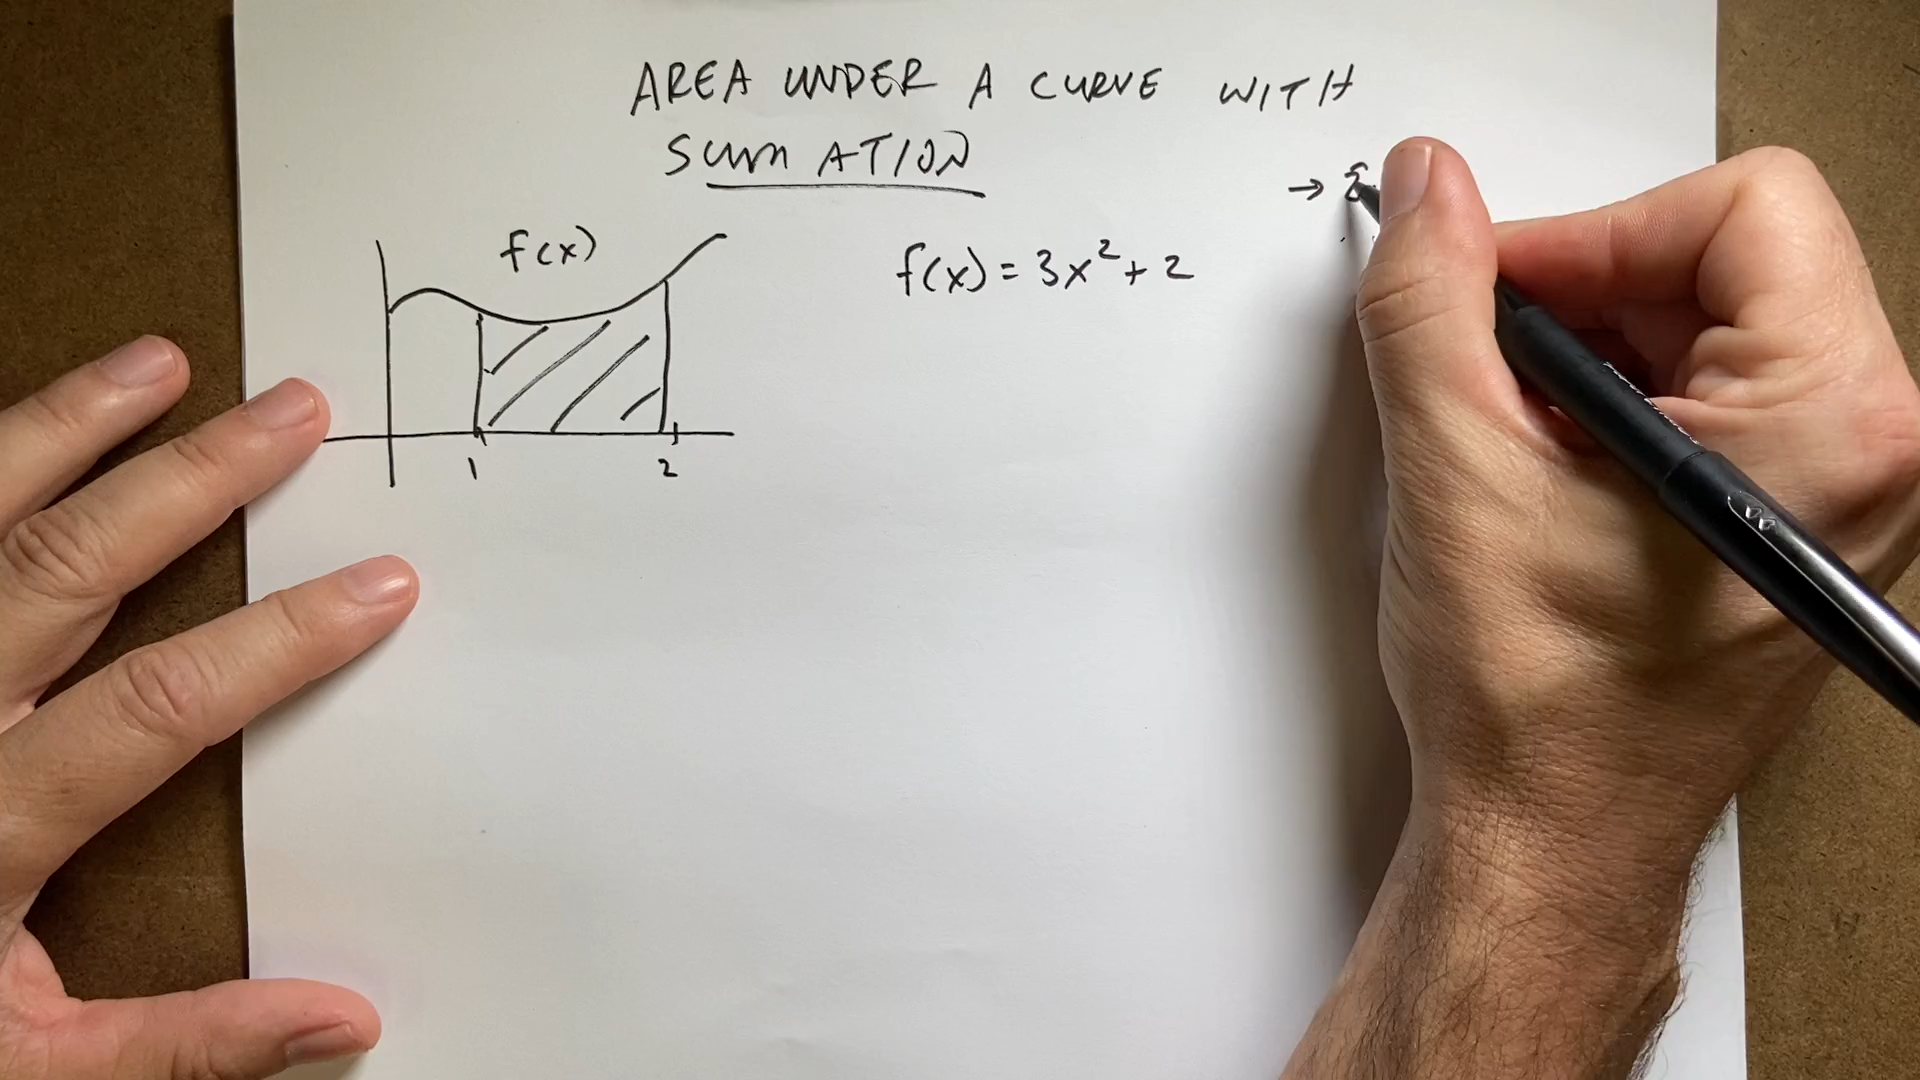 AREA UNDER A CURVE WITH
SUMMATION
→
f(x)
f(x) = 3x² + 2
1 2